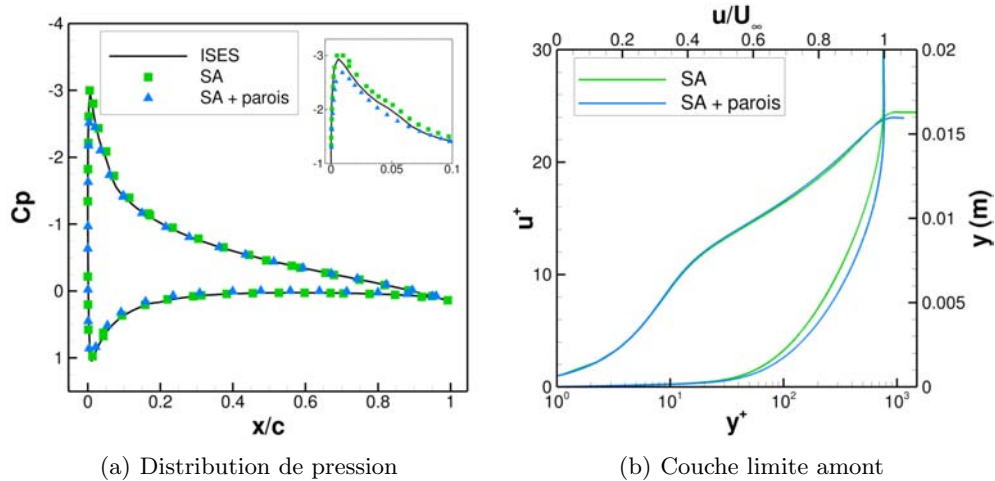 -4
-3
-2
-1
0
1
Cp
ISES
SA
SA + parois
-3
-2
-1
0
0.05
0.1
0
0.2
0.4
0.6
0.8
1
x/c
(a) Distribution de pression
u/U∞
0
0.2
0.4
0.6
0.8
1
30
20
10
0
u⁺
SA
SA + parois
0.02
0.015
0.01
0.005
0
y (m)
10⁰
10¹
10²
10³
y⁺
(b) Couche limite amont